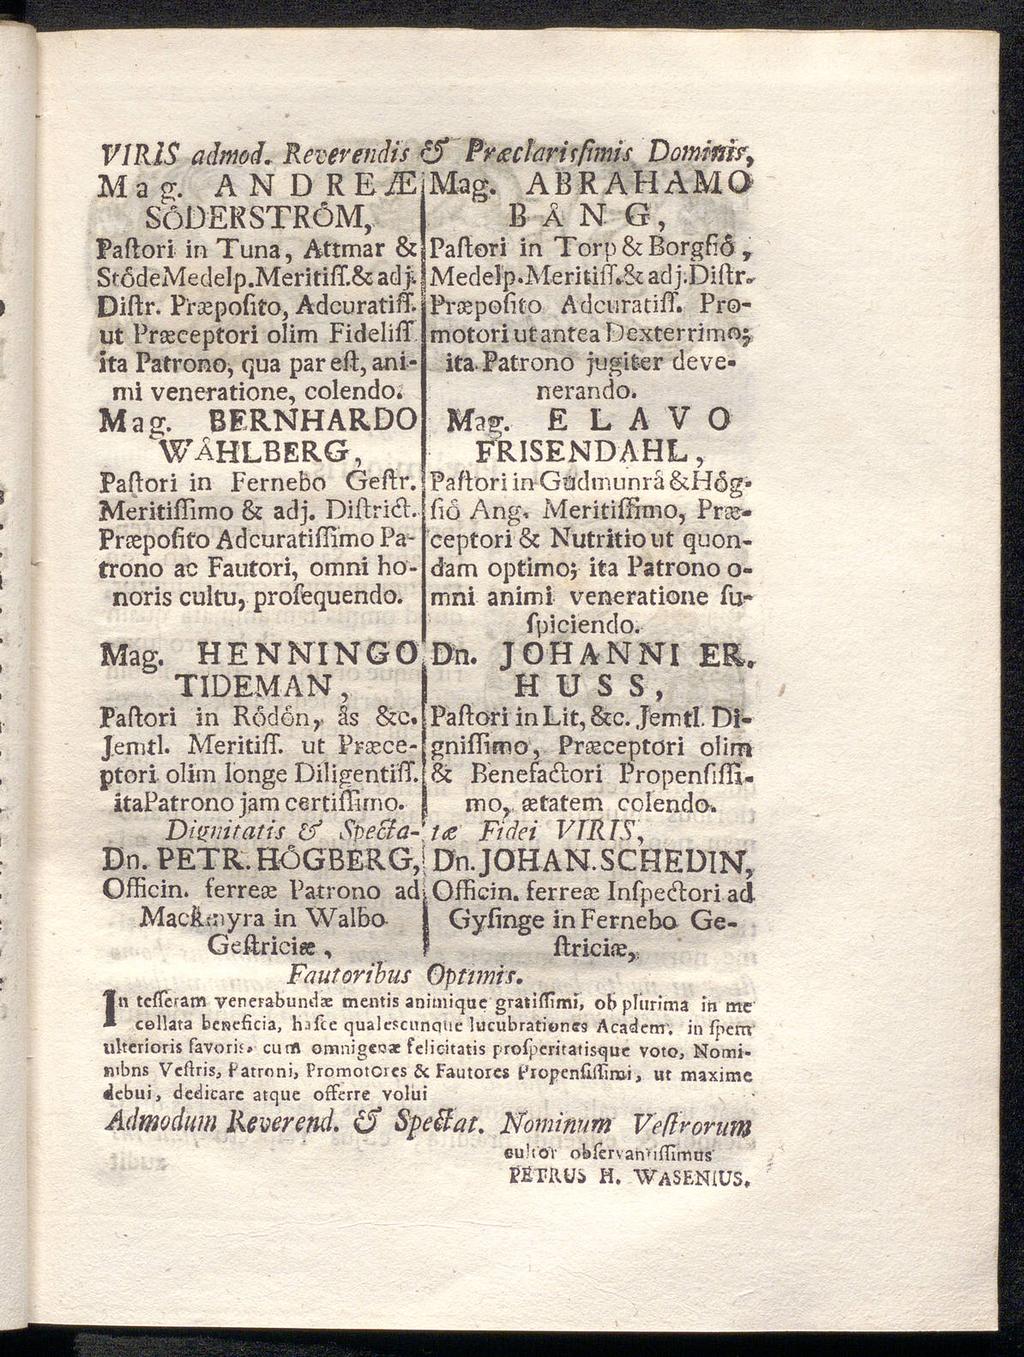 VIRIS admod. Reverendis & Præclarisſimis Dominis,
Mag. ANDREÆ
SÖDERSTRÖM,
Paſtori in Tuna, Attmar &
Stöde Medelp. Meritiſſ. & adj.
Diſtr. Præpoſito, Adcuratiſſ.
ut Præceptori olim Fideliſſ.
ita Patrono, qua par eſt, ani-
mi veneratione, colendo.
Mag. ABRAHAMO
BÅNG,
Paſtori in Torp & Borgſiö,
Medelp. Meritiſſ. & adj. Diſtr.
Præpoſito Adcuratiſſ. Pro-
motori ut antea Dexterrimo;
ita Patrono jugiter deve-
nerando.
Mag. BERNHARDO
WÅHLBERG,
Paſtori in Fernebo Geſtr.
Meritiſſimo & adj. Diſtrict.
Præpoſito Adcuratiſſimo Pa-
trono ac Fautori, omni ho-
noris cultu, proſequendo.
Mag. ELAVO
FRISENDAHL,
Paſtori in Gudmunrå & Hög-
ſiö Ang. Meritiſſimo, Præ-
ceptori & Nutritio ut quon-
dam optimo; ita Patrono o-
mni animi veneratione ſu-
ſpiciendo.
Mag. HENNINGO
TIDEMAN,
Paſtori in Rödön, ås &c.
Jemtl. Meritiſſ. ut Præce-
ptori olim longe Diligentiſſ.
ita Patrono jam certiſſimo.
Dn. JOHANNI ER.
HUSS,
Paſtori in Lit, &c. Jemtl. Di-
gniſſimo, Præceptori olim
& Benefactori Propenſiſſi-
mo, ætatem colendo.
Dignitatis & Spectatæ Fidei VIRIS,
Dn. PETR. HÖGBERG,
Officin. ferreæ Patrono ad
Mackmyra in Walbo
Geſtriciæ,
Dn. JOHAN. SCHEDIN,
Officin. ferreæ Inſpectori ad
Gyſinge in Fernebo Ge-
ſtriciæ,
Fautoribus Optimis.
In teſſeram venerabundæ mentis animique gratiſſimi, ob plurima in me
collata beneficia, haſce qualescunque lucubrationes Academ. in ſpem
ulterioris favoris, cum omnigenæ felicitatis proſperitatisque voto, Nomi-
nibns Veſtris, Patroni, Promotores & Fautores Propenſiſſimi, ut maxime
debui, dedicare atque offerre volui
Admodum Reverend. & Spectat. Nominum Veſtrorum
cultor obſervantiſſimus
PETRUS H. WASENIUS.